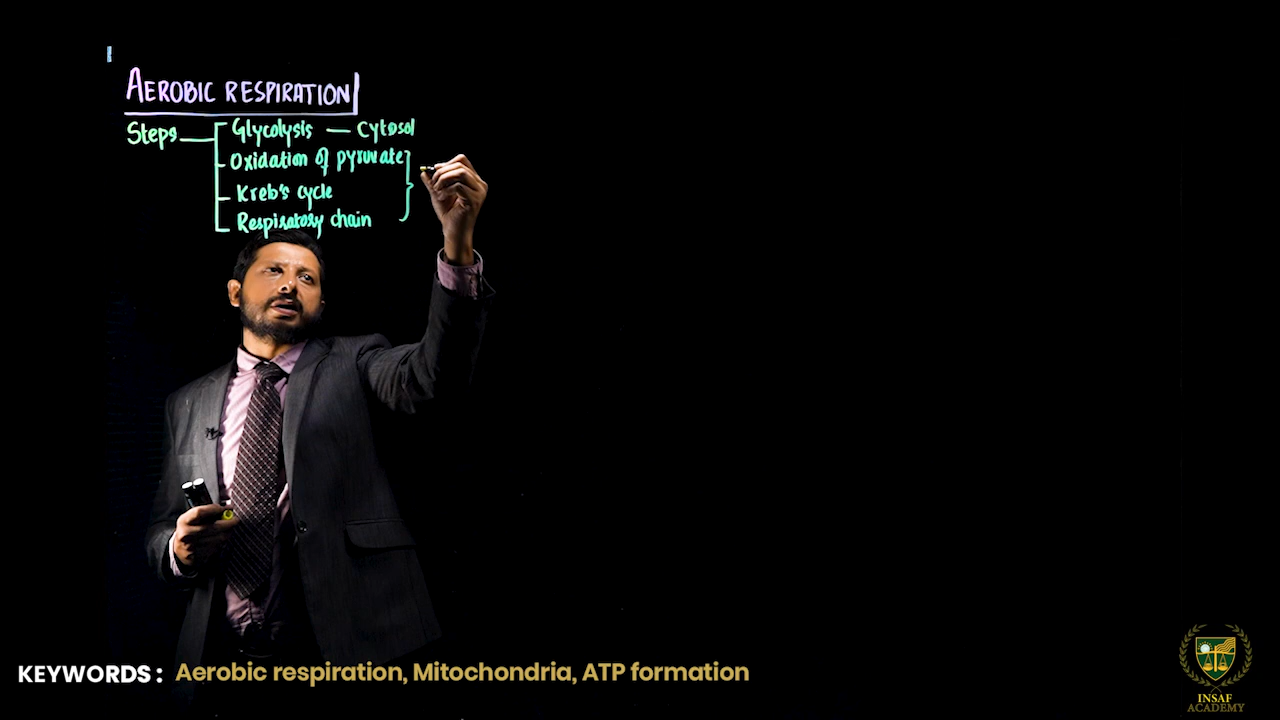 AEROBIC RESPIRATION
Steps Glycolysis — Cytosol
Oxidation of pyruvate
Kreb's cycle
Respiratory chain
KEYWORDS : Aerobic respiration, Mitochondria, ATP formation
INSAF
ACADEMY